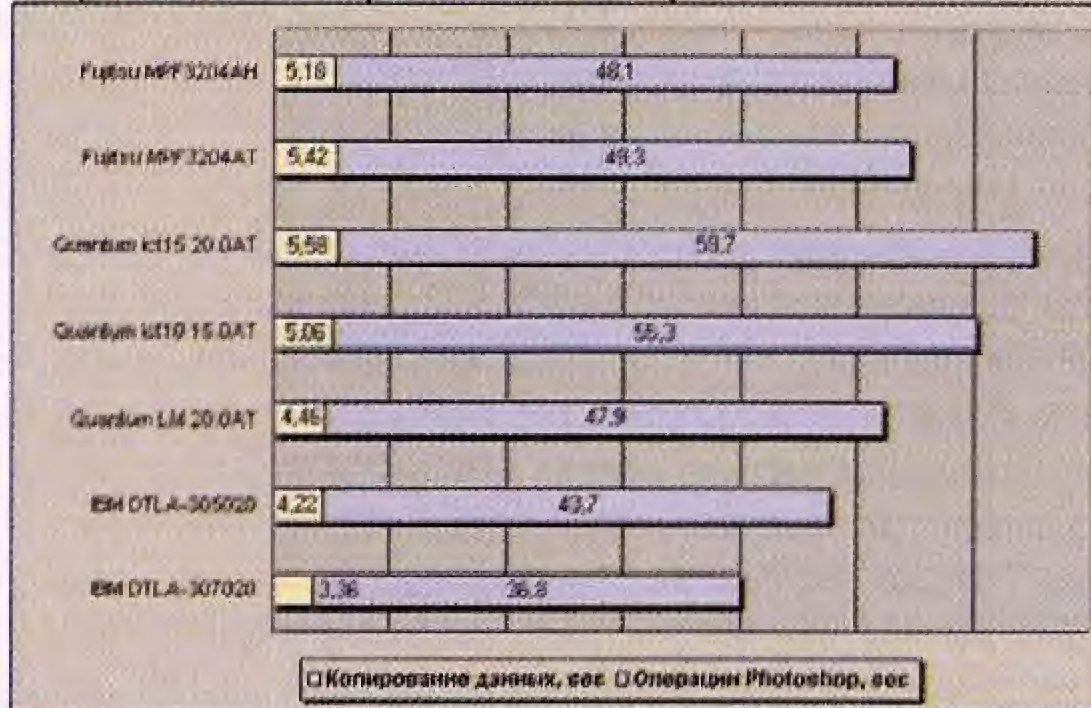 Fujitsu MPF3204AH 5,18 48,1
Fujitsu MPF3204AT 5,42 49,3
Quantum lct15 20.0AT 5,58 59,7
Quantum lct10 15.0AT 5,06 55,3
Quantum LM 20.0AT 4,46 47,9
IBM DTLA-305020 4,22 43,7
IBM DTLA-307020 3,36 36,8
Копирование данных, сек Операции Photoshop, сек